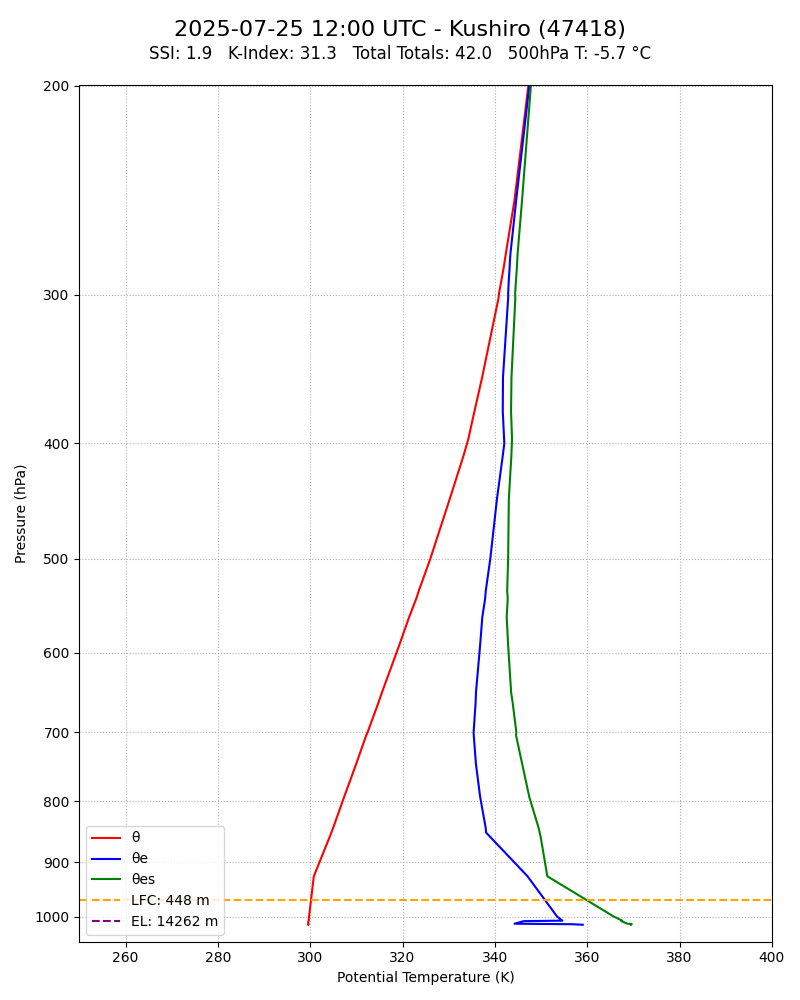 2025-07-25 12:00 UTC - Kushiro (47418)
SSI: 1.9 K-Index: 31.3 Total Totals: 42.0 500hPa T: -5.7 °C
200
300
400
500
600
700
800
900
1000
Pressure (hPa)
θ
θe
θes
LFC: 448 m
EL: 14262 m
260 280 300 320 340 360 380 400
Potential Temperature (K)